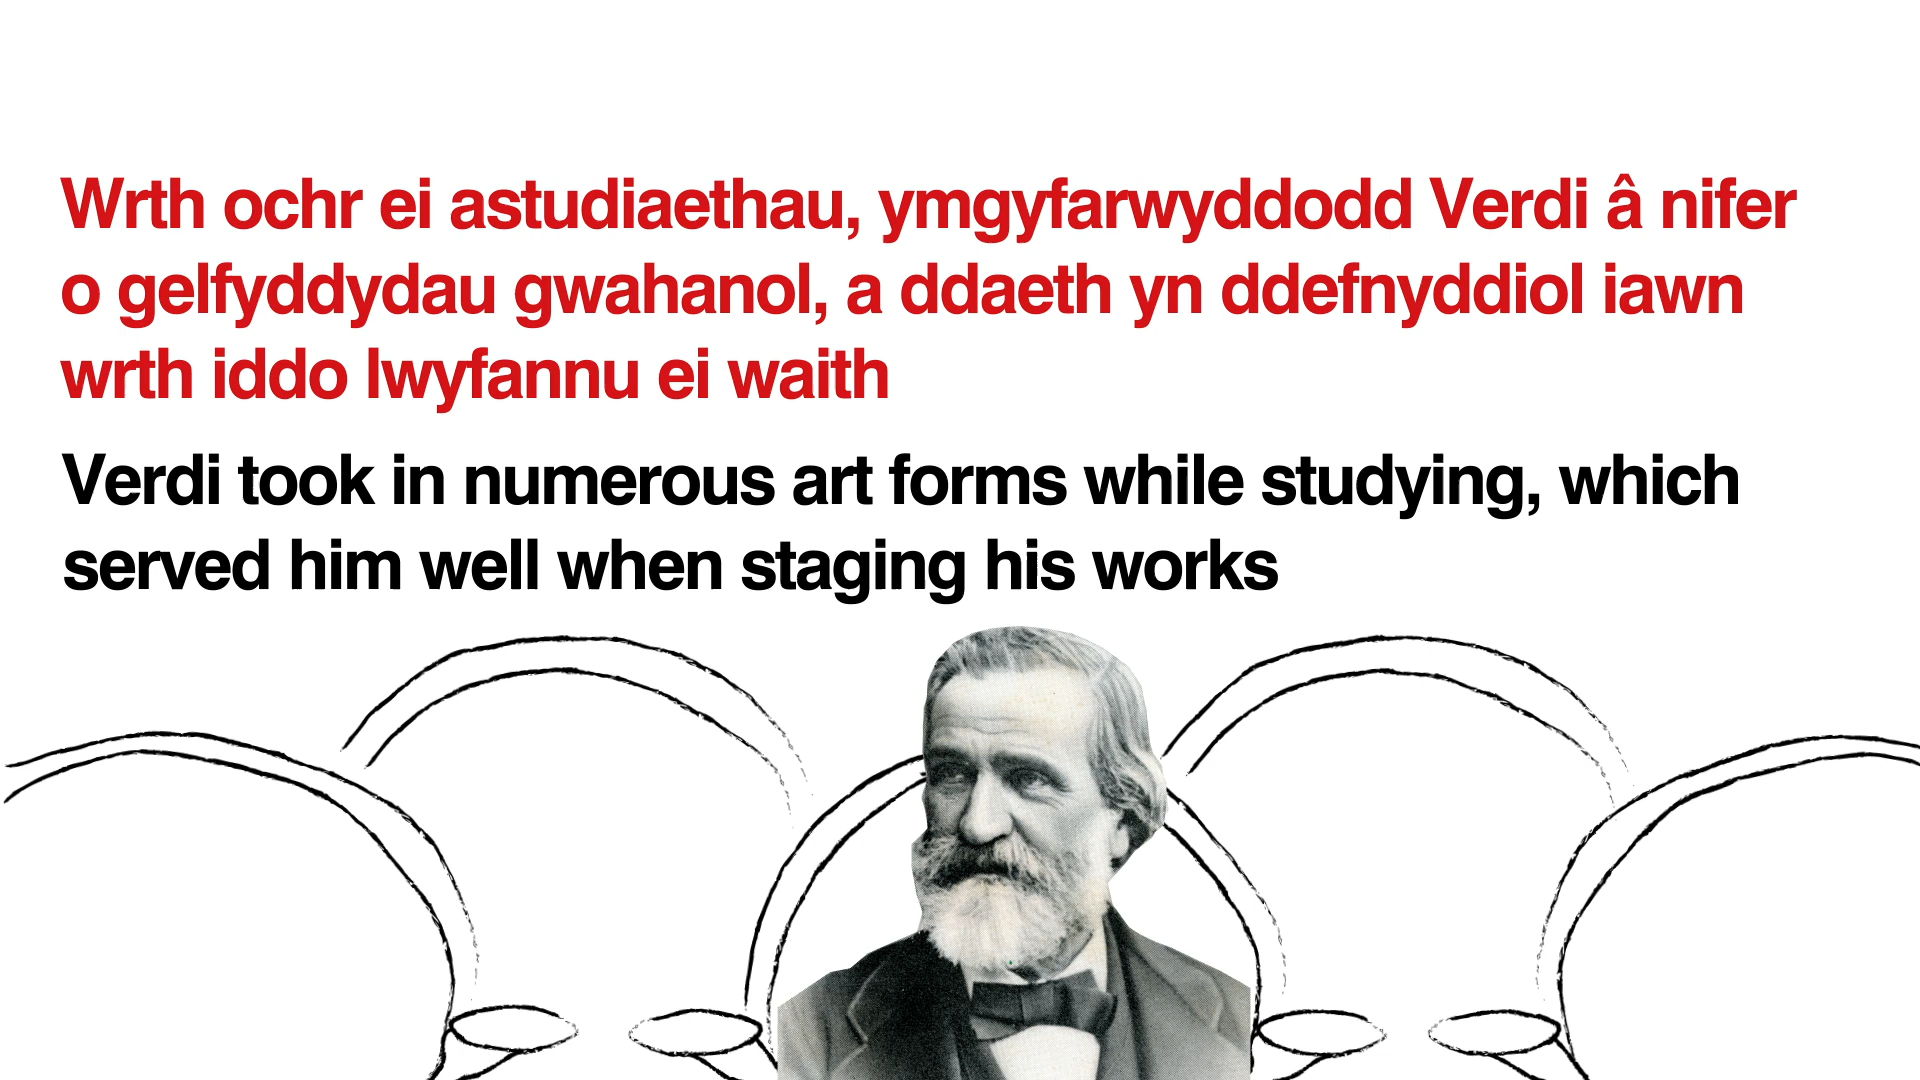 Wrth ochr ei astudiaethau, ymgyfarwyddodd Verdi â nifer
o gelfyddydau gwahanol, a ddaeth yn ddefnyddiol iawn
wrth iddo lwyfannu ei waith
Verdi took in numerous art forms while studying, which
served him well when staging his works